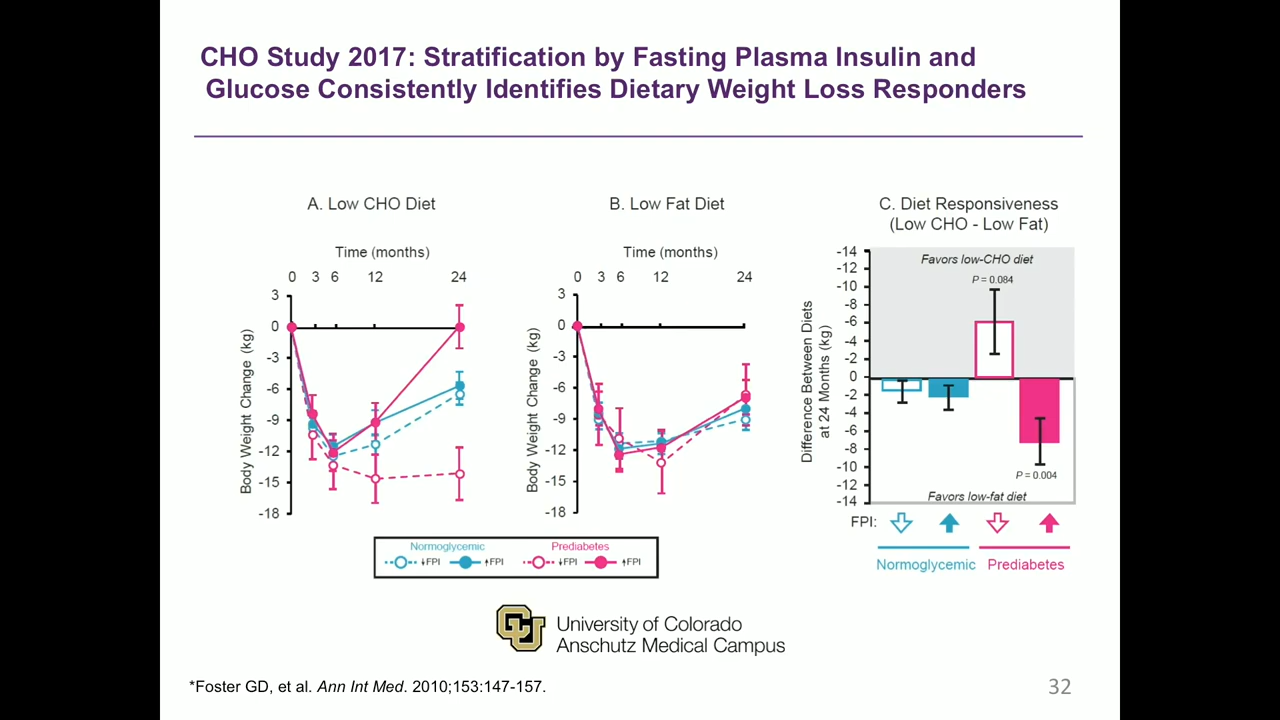 CHO Study 2017: Stratification by Fasting Plasma Insulin and
Glucose Consistently Identifies Dietary Weight Loss Responders
A. Low CHO Diet
Time (months)
0 3 6 12 24
3
0
-3
-6
-9
-12
-15
-18
Body Weight Change (kg)
B. Low Fat Diet
Time (months)
0 3 6 12 24
3
0
-3
-6
-9
-12
-15
-18
Body Weight Change (kg)
C. Diet Responsiveness
(Low CHO - Low Fat)
Difference Between Diets
at 24 Months (kg)
-14
-12
-10
-8
-6
-4
-2
0
-2
-4
-6
-8
-10
-12
-14
Favors low-CHO diet
P = 0.084
P = 0.004
Favors low-fat diet
FPI:
Normoglycemic Prediabetes
Normoglycemic Prediabetes
↓FPI ↑FPI ↓FPI ↑FPI
CU
University of Colorado
Anschutz Medical Campus
*Foster GD, et al. Ann Int Med. 2010;153:147-157.
32